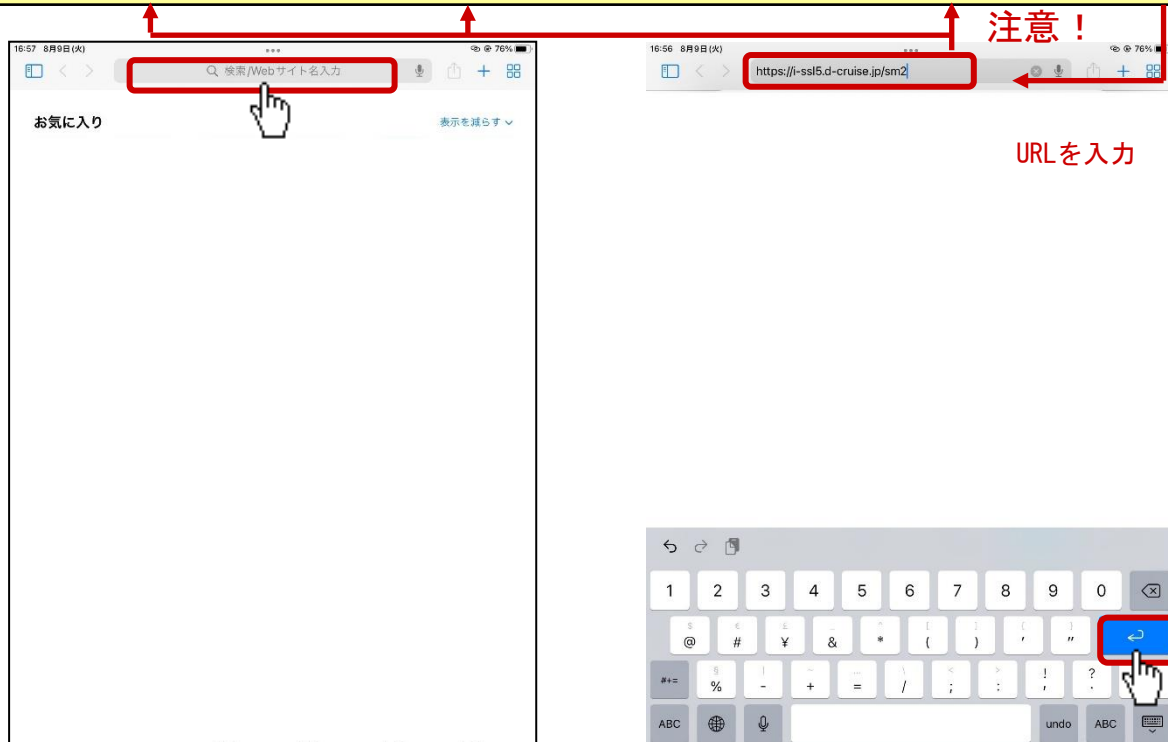 注意！
16:57 8月9日(火)
76%
検索/Webサイト名入力
お気に入り
表示を減らす
16:56 8月9日(火)
76%
https://i-ssl5.d-cruise.jp/sm2
URLを入力
1 2 3 4 5 6 7 8 9 0
$ € £ _ ^ [ ] { }
@ # ¥ & * ( ) ' "
§ | ~ … \ < > ! ?
#+= % - + = / ; : , .
ABC undo ABC